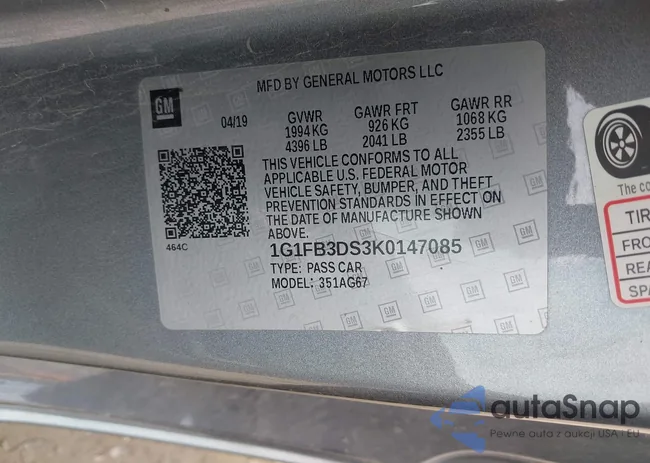 MFD BY GENERAL MOTORS LLC
GM
04/19 GVWR GAWR FRT GAWR RR
1994 KG 926 KG 1068 KG
4396 LB 2041 LB 2355 LB
THIS VEHICLE CONFORMS TO ALL
APPLICABLE U.S. FEDERAL MOTOR
VEHICLE SAFETY, BUMPER, AND THEFT
PREVENTION STANDARDS IN EFFECT ON
THE DATE OF MANUFACTURE SHOWN
ABOVE.
464C
1G1FB3DS3K0147085
TYPE: PASS CAR
MODEL: 351AG67
The co
TIR
FRO
REA
SPA
autaSnap
Pewne auta z aukcji USA i EU